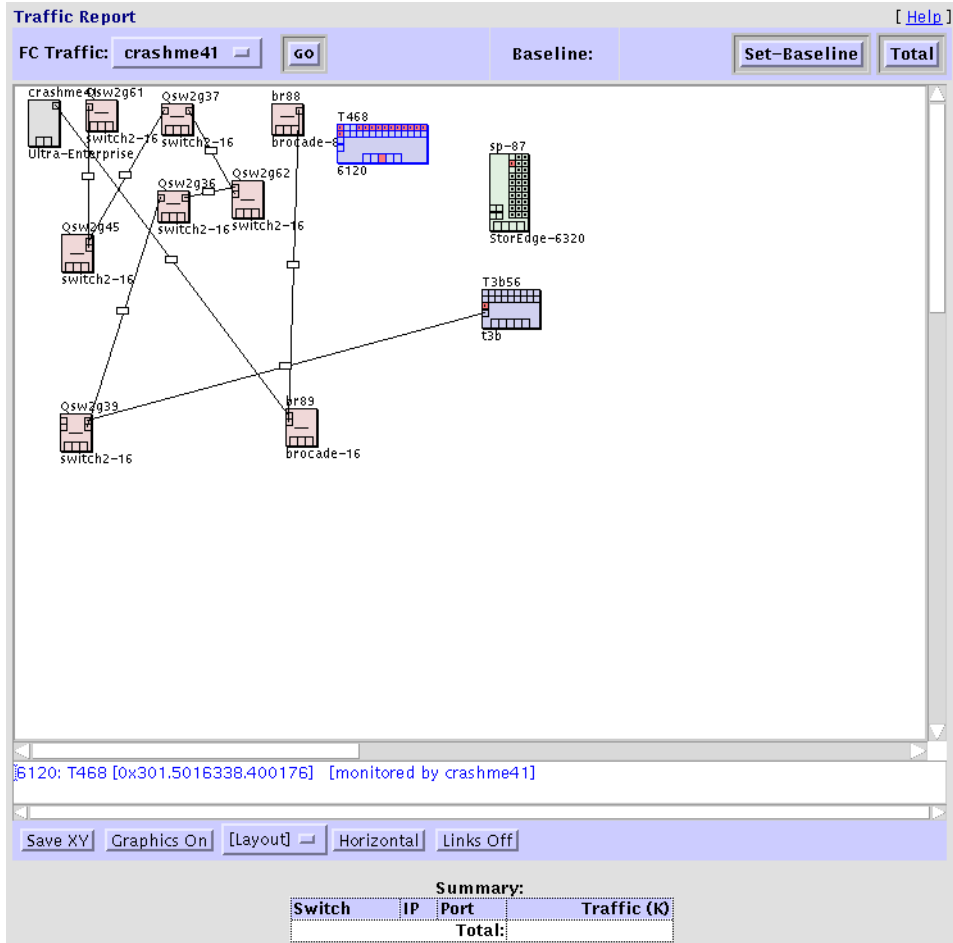 Traffic Report [ Help ]
FC Traffic: crashme41 GO Baseline: Set-Baseline Total
crashme41 Qsw2g61 Qsw2g37 br88 T468
switch2-16 switch2-16 brocade-8 sp-87
Ultra-Enterprise 6120
Qsw2g36 Qsw2g62
Qsw2g45 switch2-16 switch2-16 StorEdge-6320
switch2-16 T3b56
t3b
Qsw2g39 br89
switch2-16 brocade-16
6120: T468 [0x301.5016338.400176] [monitored by crashme41]
Save XY Graphics On [Layout] Horizontal Links Off
Summary:
Switch IP Port Traffic (K)
Total: